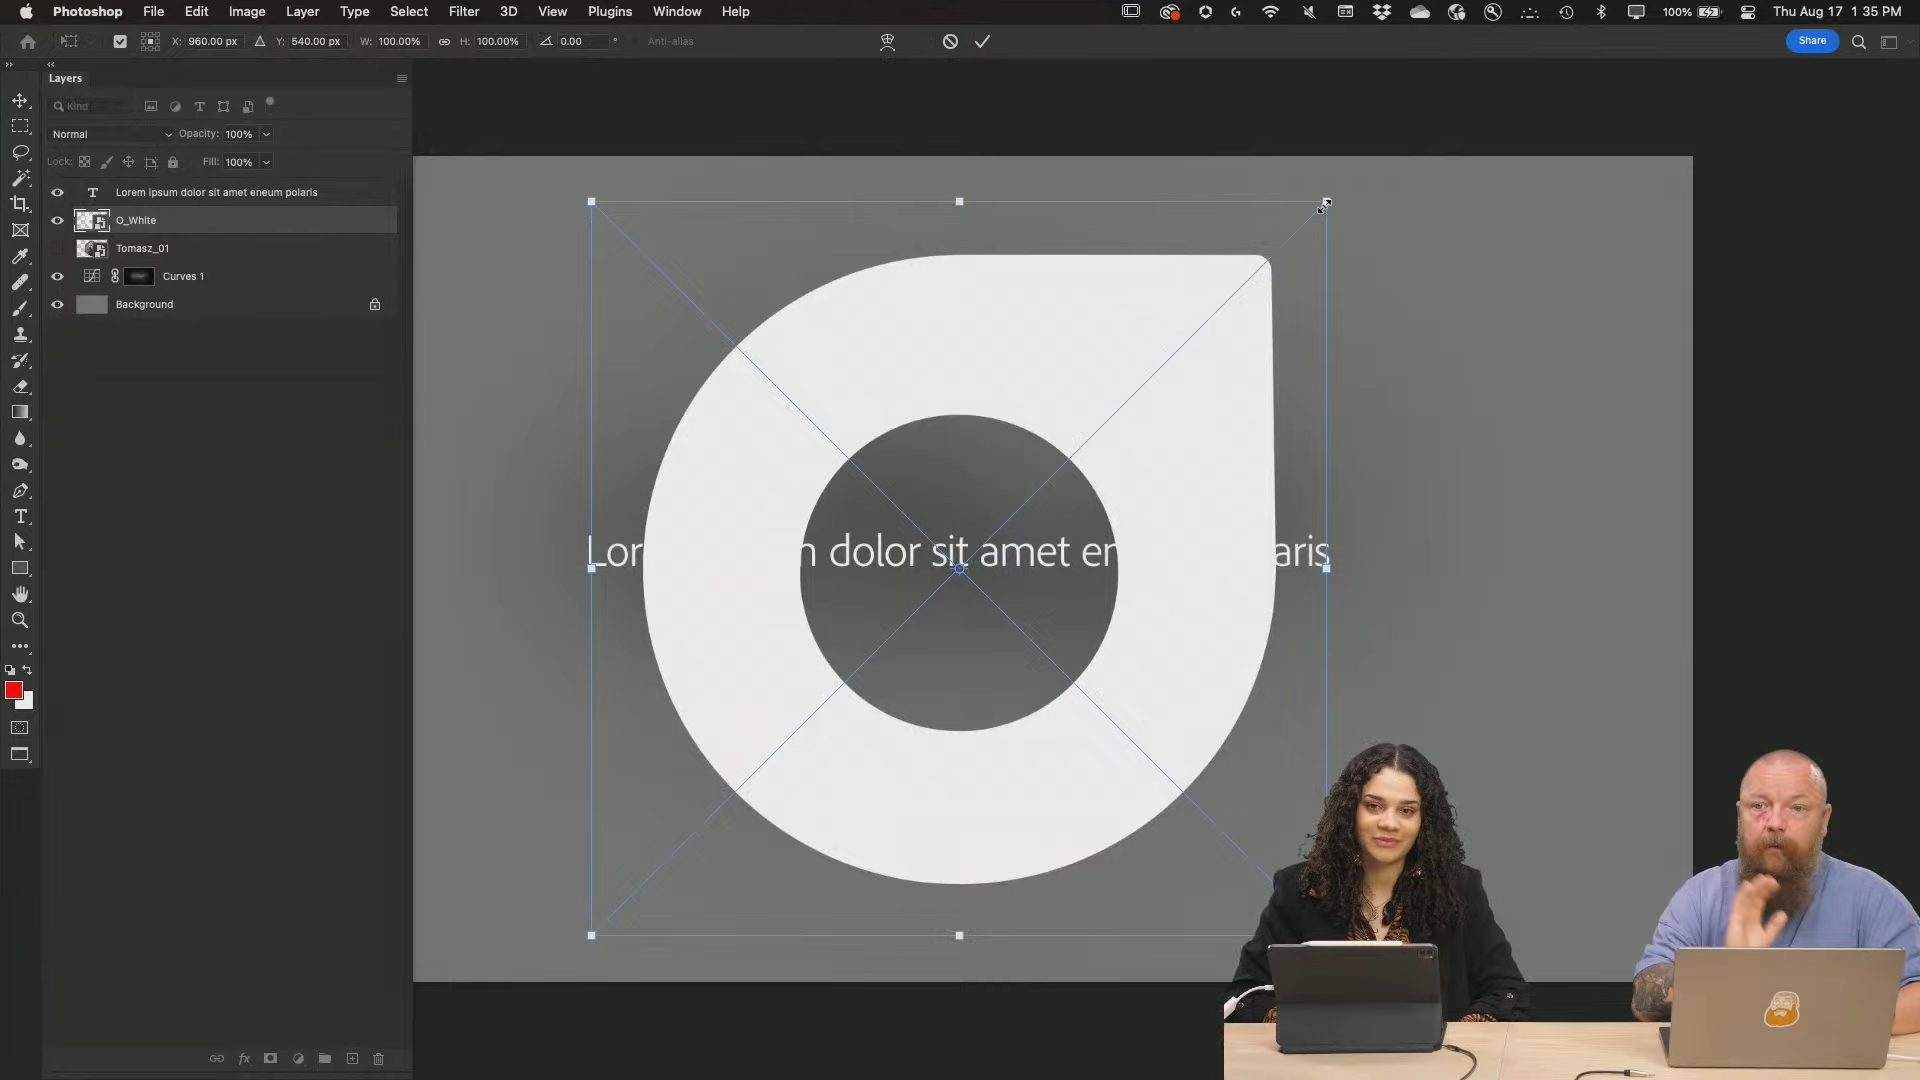 Photoshop File Edit Image Layer Type Select Filter 3D View Plugins Window Help 100% Thu Aug 17 1:35 PM
X: 960.00 px Y: 540.00 px W: 100.00% H: 100.00% 0.00 ° Anti-alias Share
Layers
Kind
Normal Opacity: 100%
Lock: Fill: 100%
Lorem ipsum dolor sit amet eneum polaris
O_White
Tomasz_01
Curves 1
Background
Lor m dolor sit amet en aris
fx